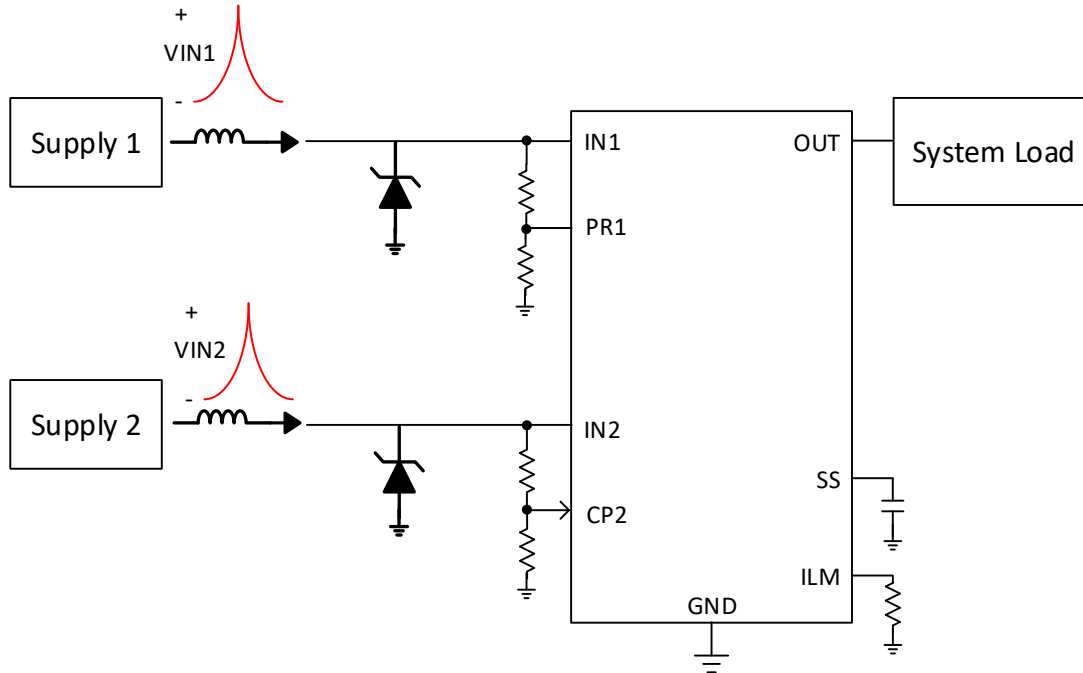 +
VIN1
-
Supply 1
IN1
OUT
System Load
PR1
+
VIN2
-
Supply 2
IN2
CP2
SS
ILM
GND